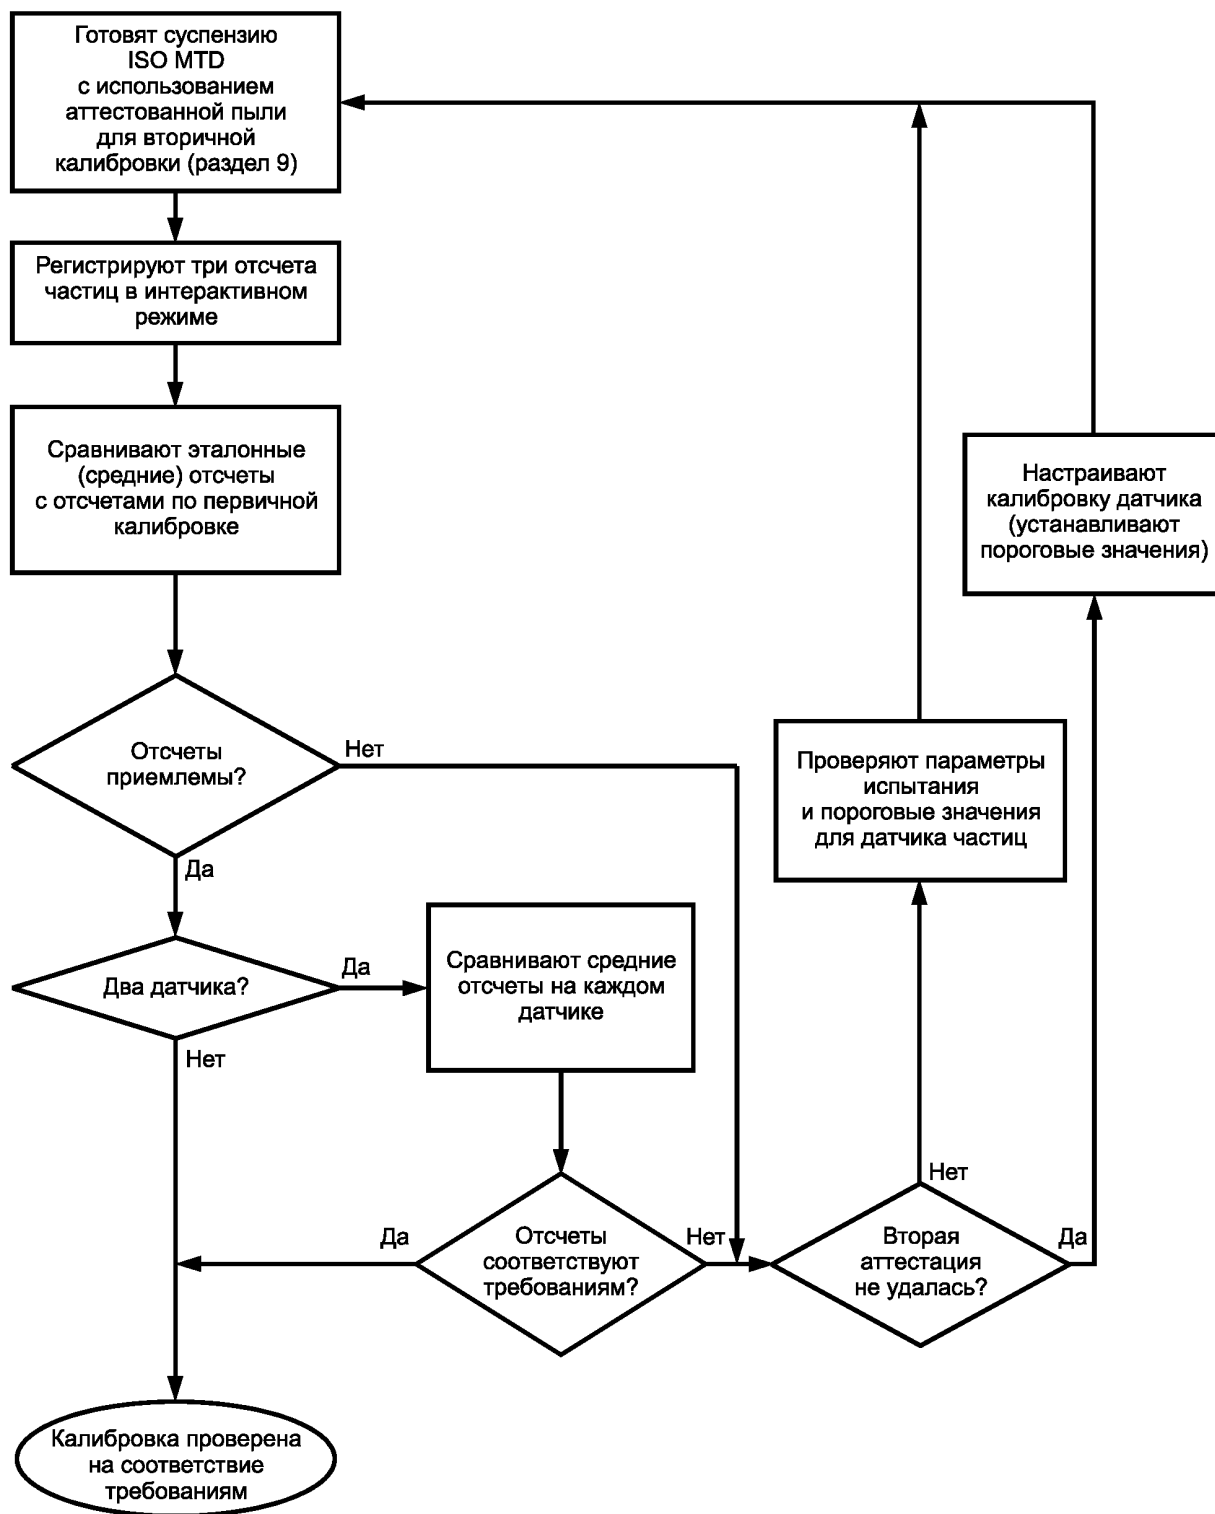 Готовят суспензию
ISO MTD
с использованием
аттестованной пыли
для вторичной
калибровки (раздел 9)
Регистрируют три отсчета
частиц в интерактивном
режиме
Сравнивают эталонные
(средние) отсчеты
с отсчетами по первичной
калибровке
Настраивают
калибровку датчика
(устанавливают
пороговые значения)
Отсчеты
приемлемы?
Нет
Да
Проверяют параметры
испытания
и пороговые значения
для датчика частиц
Два датчика?
Да
Нет
Сравнивают средние
отсчеты на каждом
датчике
Отсчеты
соответствуют
требованиям?
Да
Нет
Вторая
аттестация
не удалась?
Нет
Да
Калибровка проверена
на соответствие
требованиям